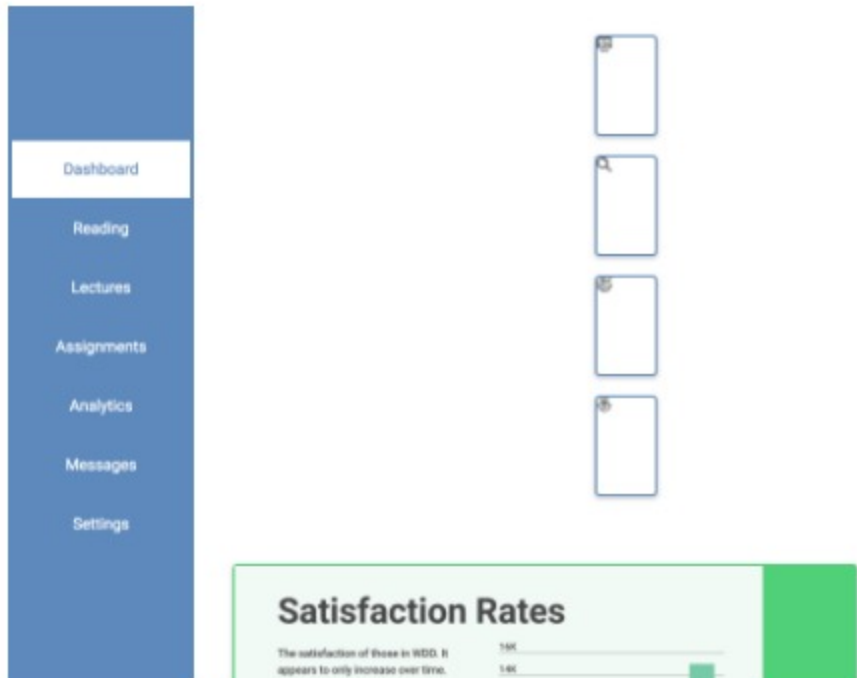 Dashboard
Reading
Lectures
Assignments
Analytics
Messages
Settings
Satisfaction Rates
The satisfaction of those in WDD. It
appears to only increase over time.
16K
14K